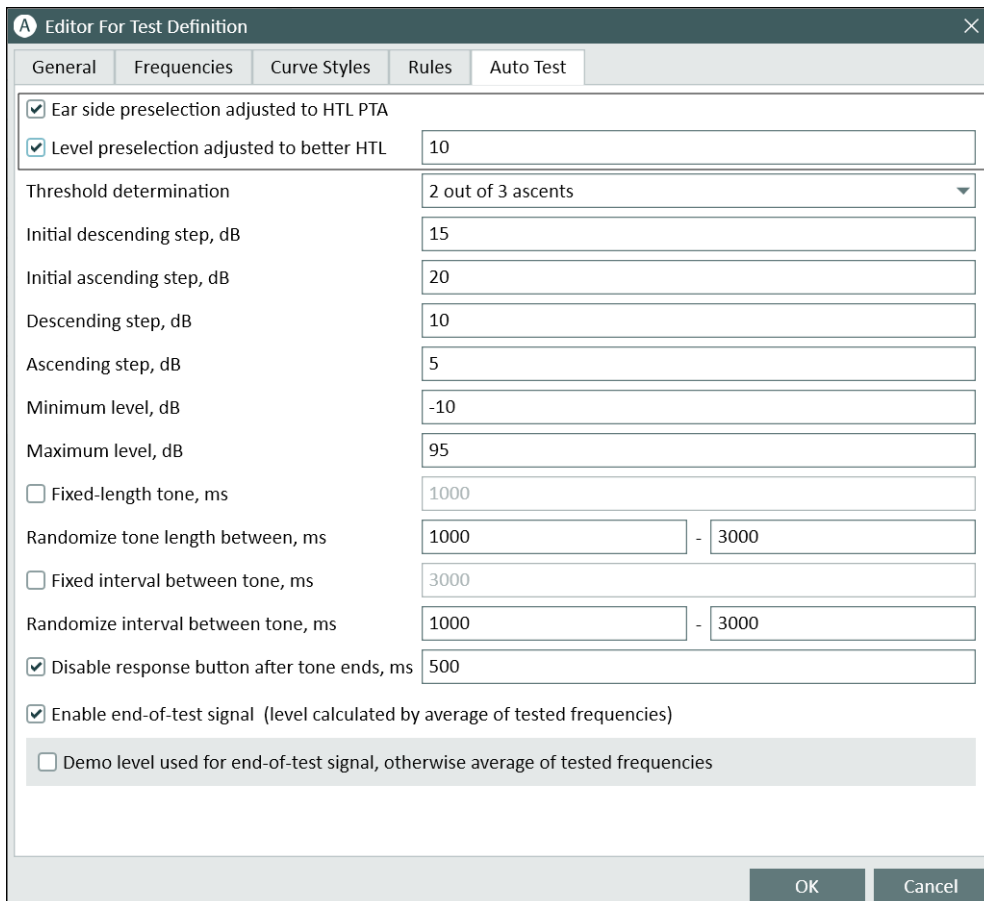 A Editor For Test Definition
General Frequencies Curve Styles Rules Auto Test
Ear side preselection adjusted to HTL PTA
Level preselection adjusted to better HTL 10
Threshold determination 2 out of 3 ascents
Initial descending step, dB 15
Initial ascending step, dB 20
Descending step, dB 10
Ascending step, dB 5
Minimum level, dB -10
Maximum level, dB 95
Fixed-length tone, ms 1000
Randomize tone length between, ms 1000 - 3000
Fixed interval between tone, ms 3000
Randomize interval between tone, ms 1000 - 3000
Disable response button after tone ends, ms 500
Enable end-of-test signal (level calculated by average of tested frequencies)
Demo level used for end-of-test signal, otherwise average of tested frequencies
OK Cancel